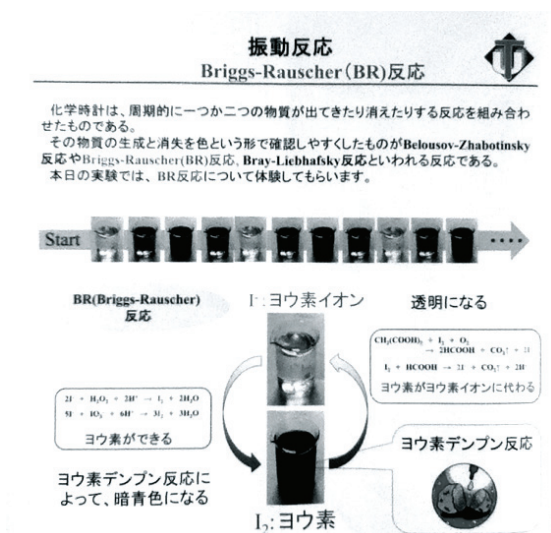 振動反応
Briggs-Rauscher(BR)反応
化学時計は、周期的に一つか二つの物質が出てきたり消えたりする反応を組み合わ
せたものである。
その物質の生成と消失を色という形で確認しやすくしたものがBelousov-Zhabotinsky
反応やBriggs-Rauscher(BR)反応、Bray-Liebhafsky反応といわれる反応である。
本日の実験では、BR反応について体験してもらいます。
Start
BR(Briggs-Rauscher)
反応
I⁻:ヨウ素イオン
透明になる
CH₂(COOH)₂ + I₂ + O₂
→ 2HCOOH + CO₂↑ + 2I⁻
I₂ + HCOOH → 2I⁻ + CO₂↑ + 2H⁺
ヨウ素がヨウ素イオンに代わる
2I⁻ + H₂O₂ + 2H⁺ → I₂ + 2H₂O
5I⁻ + IO₃⁻ + 6H⁺ → 3I₂ + 3H₂O
ヨウ素ができる
ヨウ素デンプン反応に
よって、暗青色になる
ヨウ素デンプン反応
I₂:ヨウ素